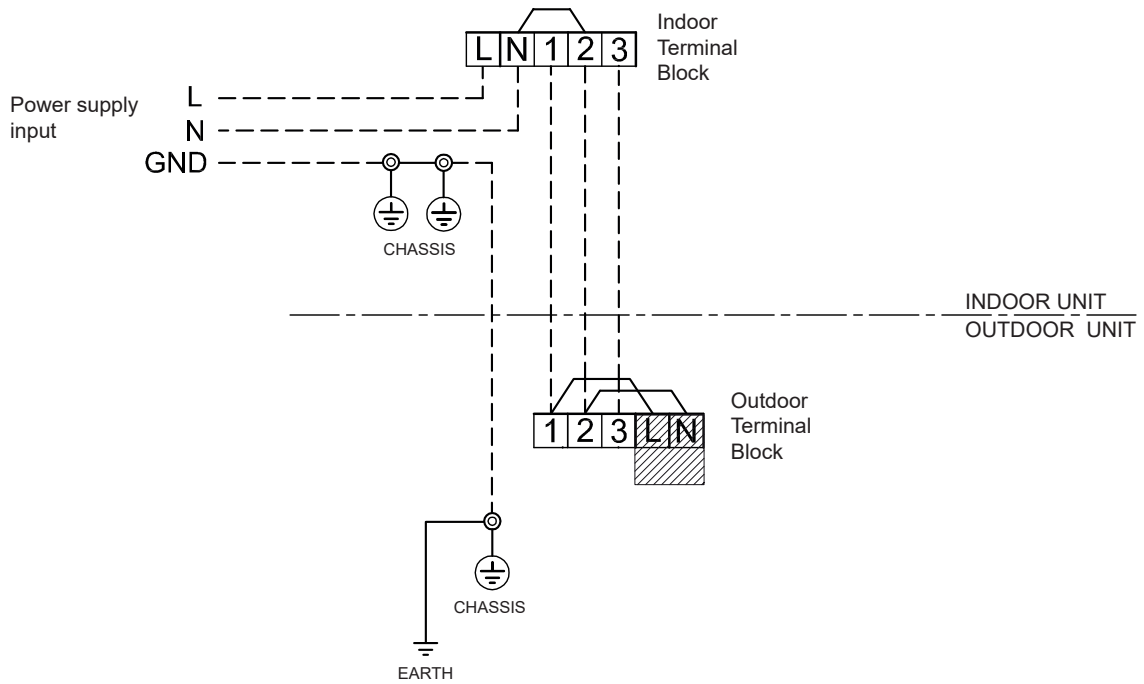 Indoor
Terminal
Block
L N 1 2 3
Power supply
input
L
N
GND
CHASSIS
INDOOR UNIT
OUTDOOR UNIT
Outdoor
Terminal
Block
1 2 3 L N
CHASSIS
EARTH